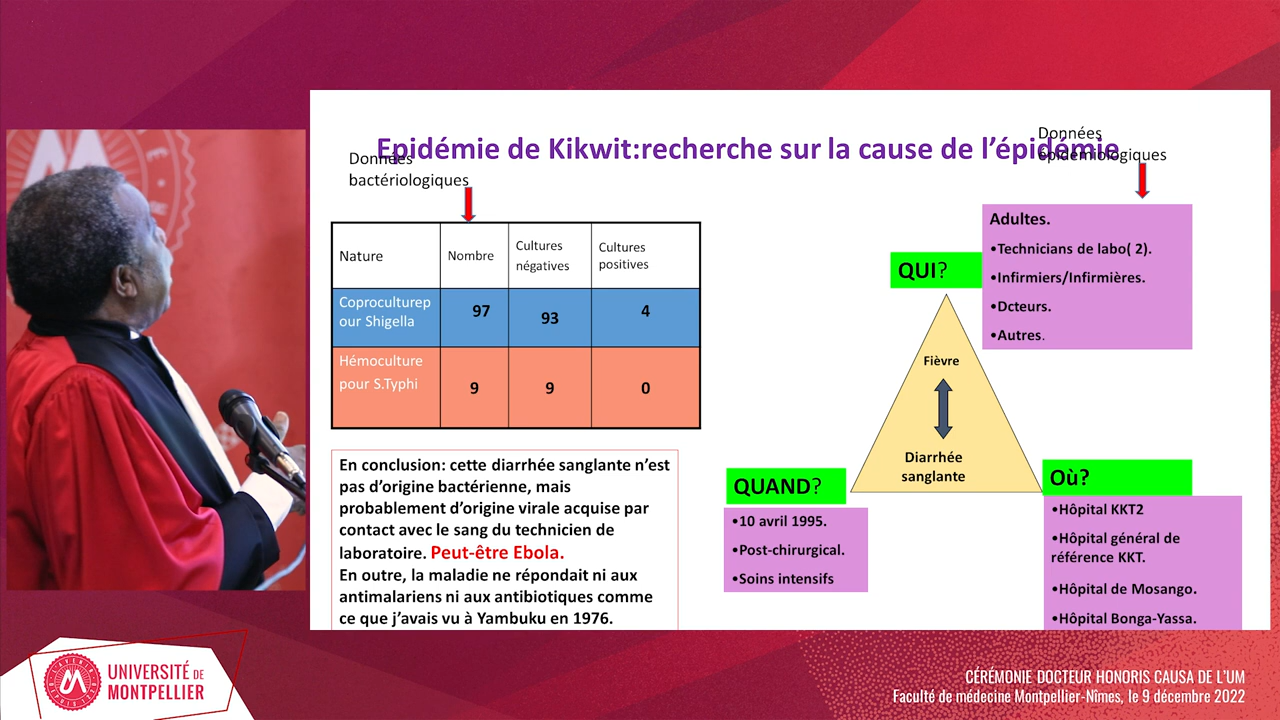 Epidémie de Kikwit:recherche sur la cause de l'épidémie
Données
bactériologiques
Données
épidémiologiques
Nature
Nombre
Cultures
négatives
Cultures
positives
Coproculturep
our Shigella
97
93
4
Hémoculture
pour S.Typhi
9
9
0
En conclusion: cette diarrhée sanglante n'est
pas d'origine bactérienne, mais
probablement d'origine virale acquise par
contact avec le sang du technicien de
laboratoire. Peut-être Ebola.
En outre, la maladie ne répondait ni aux
antimalariens ni aux antibiotiques comme
ce que j'avais vu à Yambuku en 1976.
QUI?
Adultes.
•Technicians de labo( 2).
•Infirmiers/Infirmières.
•Dcteurs.
•Autres.
Fièvre
Diarrhée
sanglante
QUAND?
•10 avril 1995.
•Post-chirurgical.
•Soins intensifs
Où?
•Hôpital KKT2
•Hôpital général de
référence KKT.
•Hôpital de Mosango.
•Hôpital Bonga-Yassa.
UNIVERSITÉ DE
MONTPELLIER
CÉRÉMONIE DOCTEUR HONORIS CAUSA DE L'UM
Faculté de médecine Montpellier-Nîmes, le 9 décembre 2022